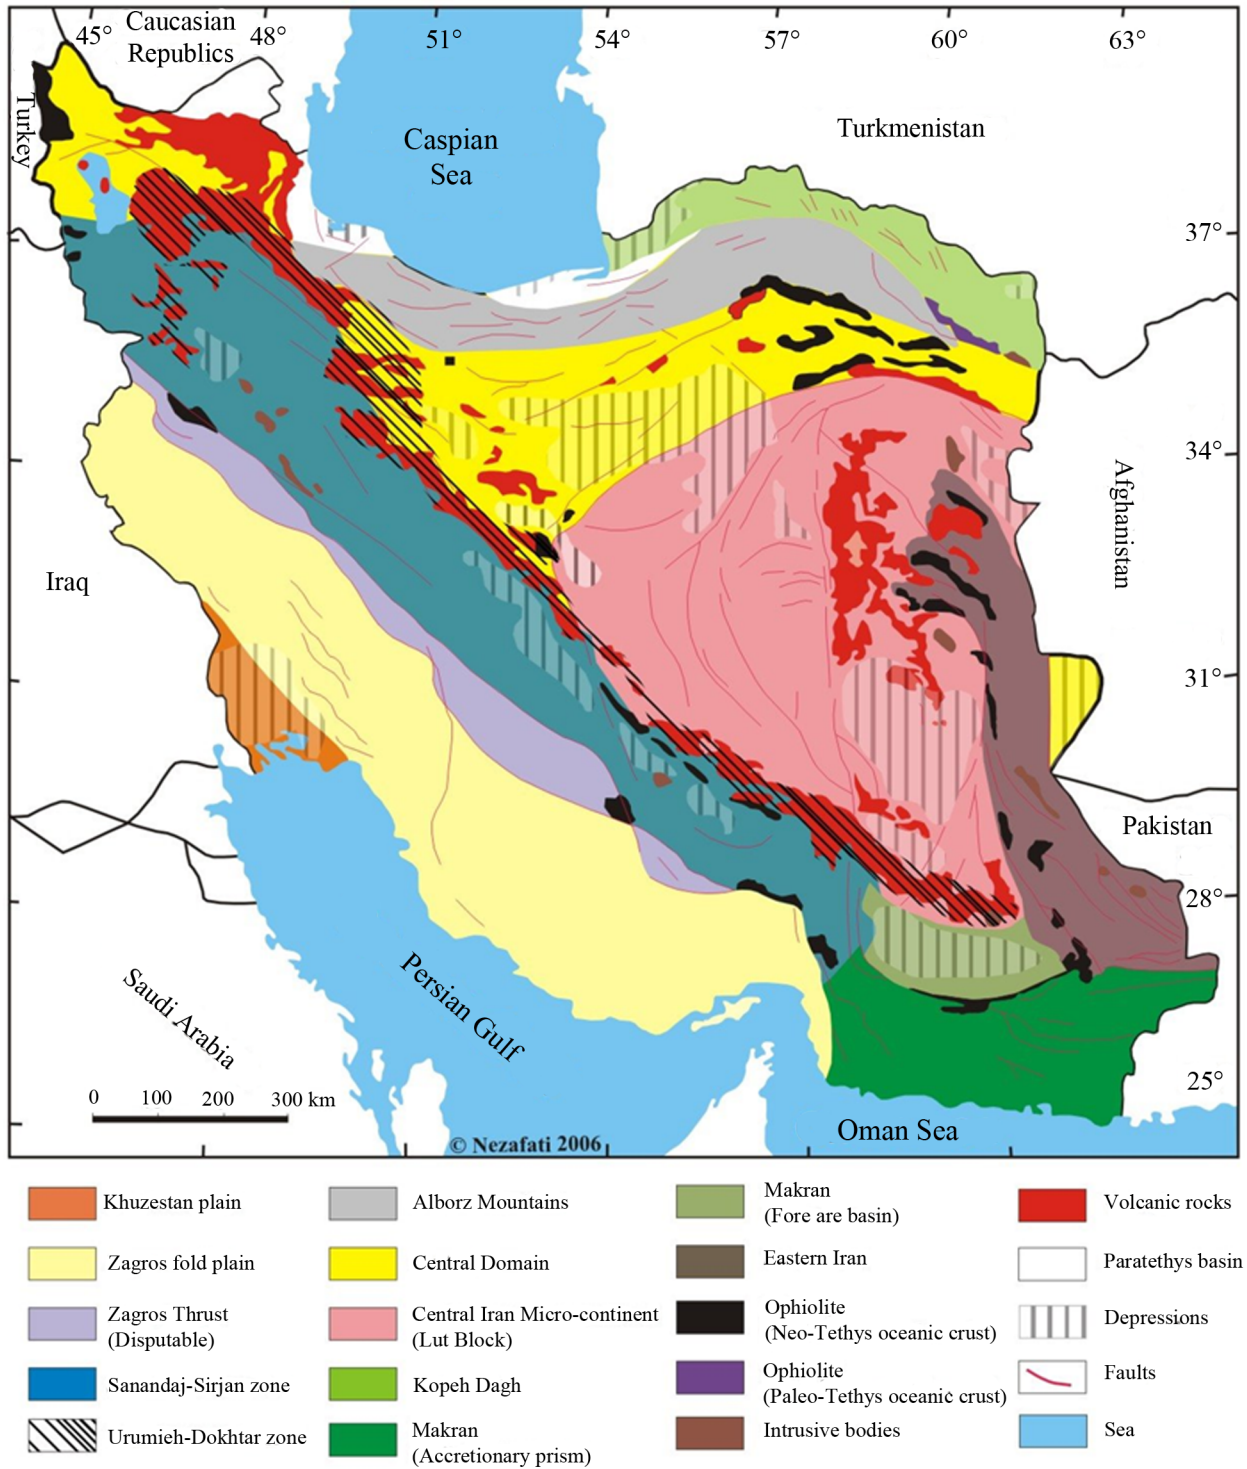 Caucasian
Republics
45°
48°
51°
54°
57°
60°
63°
Turkey
Caspian
Sea
Turkmenistan
37°
34°
Afghanistan
Iraq
31°
Pakistan
28°
Saudi Arabia
Persian Gulf
25°
0 100 200 300 km
Oman Sea
© Nezafati 2006
Khuzestan plain
Zagros fold plain
Zagros Thrust
(Disputable)
Sanandaj-Sirjan zone
Urumieh-Dokhtar zone
Alborz Mountains
Central Domain
Central Iran Micro-continent
(Lut Block)
Kopeh Dagh
Makran
(Accretionary prism)
Makran
(Fore are basin)
Eastern Iran
Ophiolite
(Neo-Tethys oceanic crust)
Ophiolite
(Paleo-Tethys oceanic crust)
Intrusive bodies
Volcanic rocks
Paratethys basin
Depressions
Faults
Sea